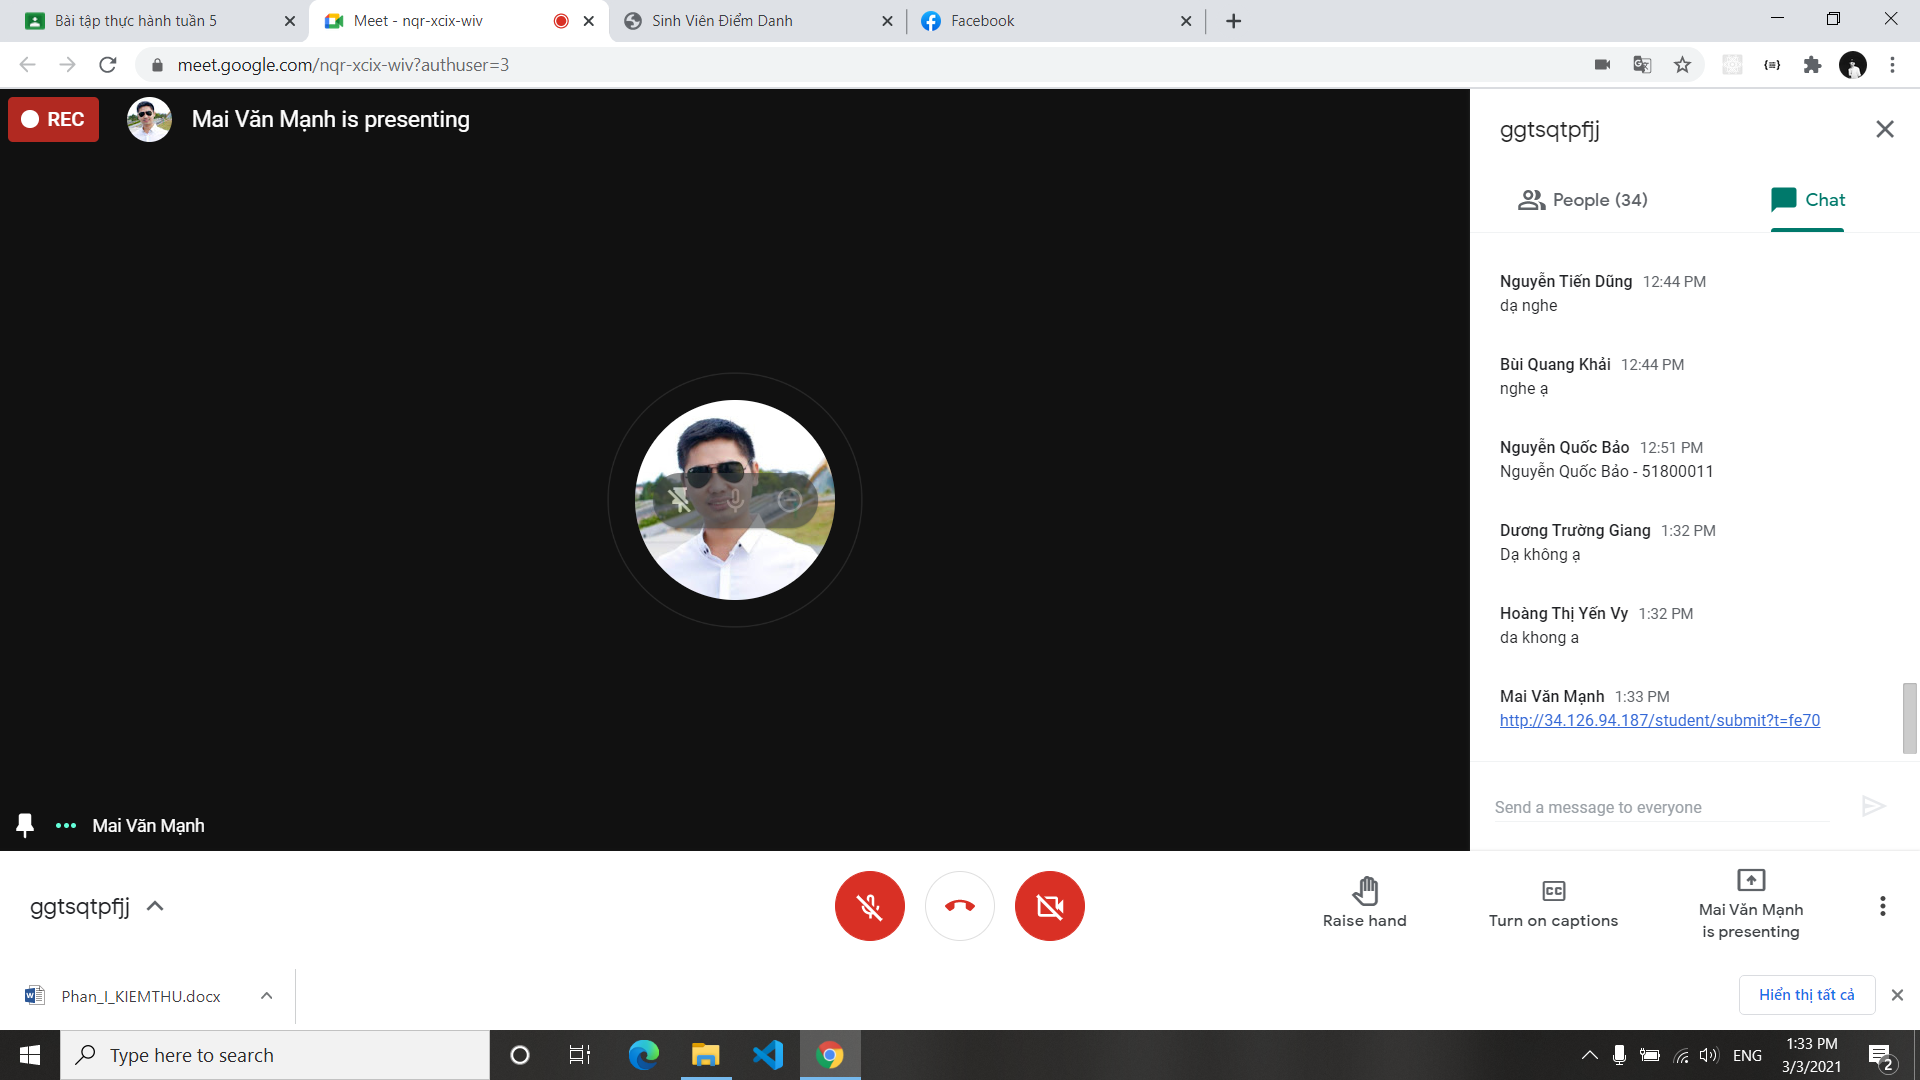 Bài tập thực hành tuần 5
Meet - nqr-xcix-wiv
Sinh Viên Điểm Danh
Facebook
meet.google.com/nqr-xcix-wiv?authuser=3
REC
Mai Văn Mạnh is presenting
ggtsqtpfjj
People (34)
Chat
Nguyễn Tiến Dũng 12:44 PM
dạ nghe
Bùi Quang Khải 12:44 PM
nghe ạ
Nguyễn Quốc Bảo 12:51 PM
Nguyễn Quốc Bảo - 51800011
Dương Trường Giang 1:32 PM
Dạ không ạ
Hoàng Thị Yến Vy 1:32 PM
da khong a
Mai Văn Mạnh 1:33 PM
http://34.126.94.187/student/submit?t=fe70
Send a message to everyone
Mai Văn Mạnh
ggtsqtpfjj
Raise hand
Turn on captions
Mai Văn Mạnh
is presenting
Phan_I_KIEMTHU.docx
Hiển thị tất cả
Type here to search
ENG
1:33 PM
3/3/2021
2